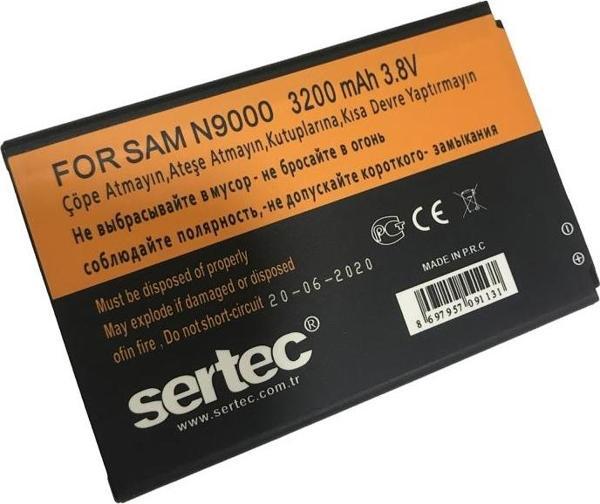 FOR SAM N9000 3200 mAh 3.8V
Çöpe Atmayın,Ateşe Atmayın,Kutuplarına,Kısa Devre Yaptırmayın
Не выбрасывайте в мусор- не бросайте в огонь
соблюдайте полярность,-не допускайте короткого- замыкания
Must be disposed of properly
May explode if damaged or disposed
ofin fire , Do not short-circuit
20-06-2020
PCT CE
MADE IN P.R.C
8 697957 091131
sertec®
www.sertec.com.tr
+
-